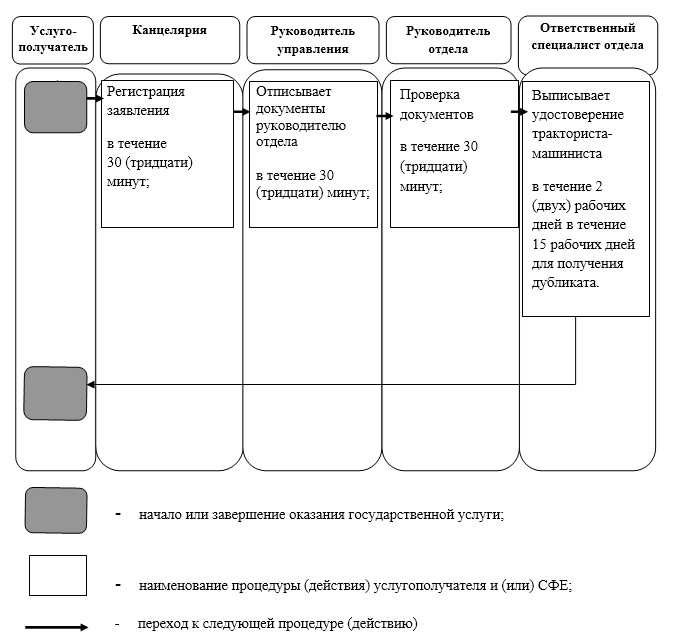 Услуго-
получатель
Канцелярия
Руководитель
управления
Руководитель
отдела
Ответственный
специалист отдела
Регистрация
заявления
в течение
30 (тридцати)
минут;
Отписывает
документы
руководителю
отдела
в течение 30
(тридцати) минут;
Проверка
документов
в течение 30
(тридцати)
минут;
Выписывает
удостоверение
тракториста-
машиниста
в течение 2
(двух) рабочих
дней в течение
15 рабочих дней
для получения
дубликата.
- начало или завершение оказания государственной услуги;
- наименование процедуры (действия) услугополучателя и (или) СФЕ;
- переход к следующей процедуре (действию)